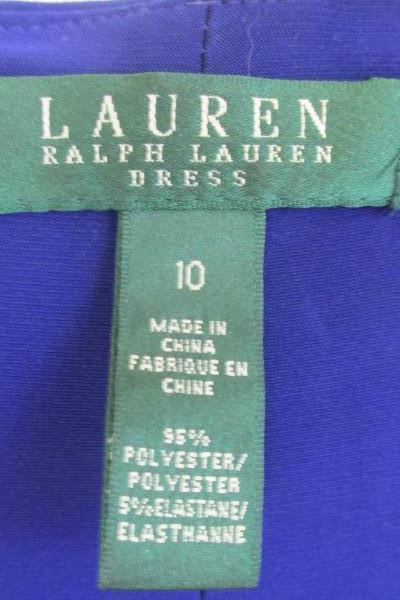 LAUREN
RALPH LAUREN
DRESS
10
MADE IN
CHINA
FABRIQUE EN
CHINE
95%
POLYESTER/
POLYESTER
5%ELASTANE/
ELASTHANNE